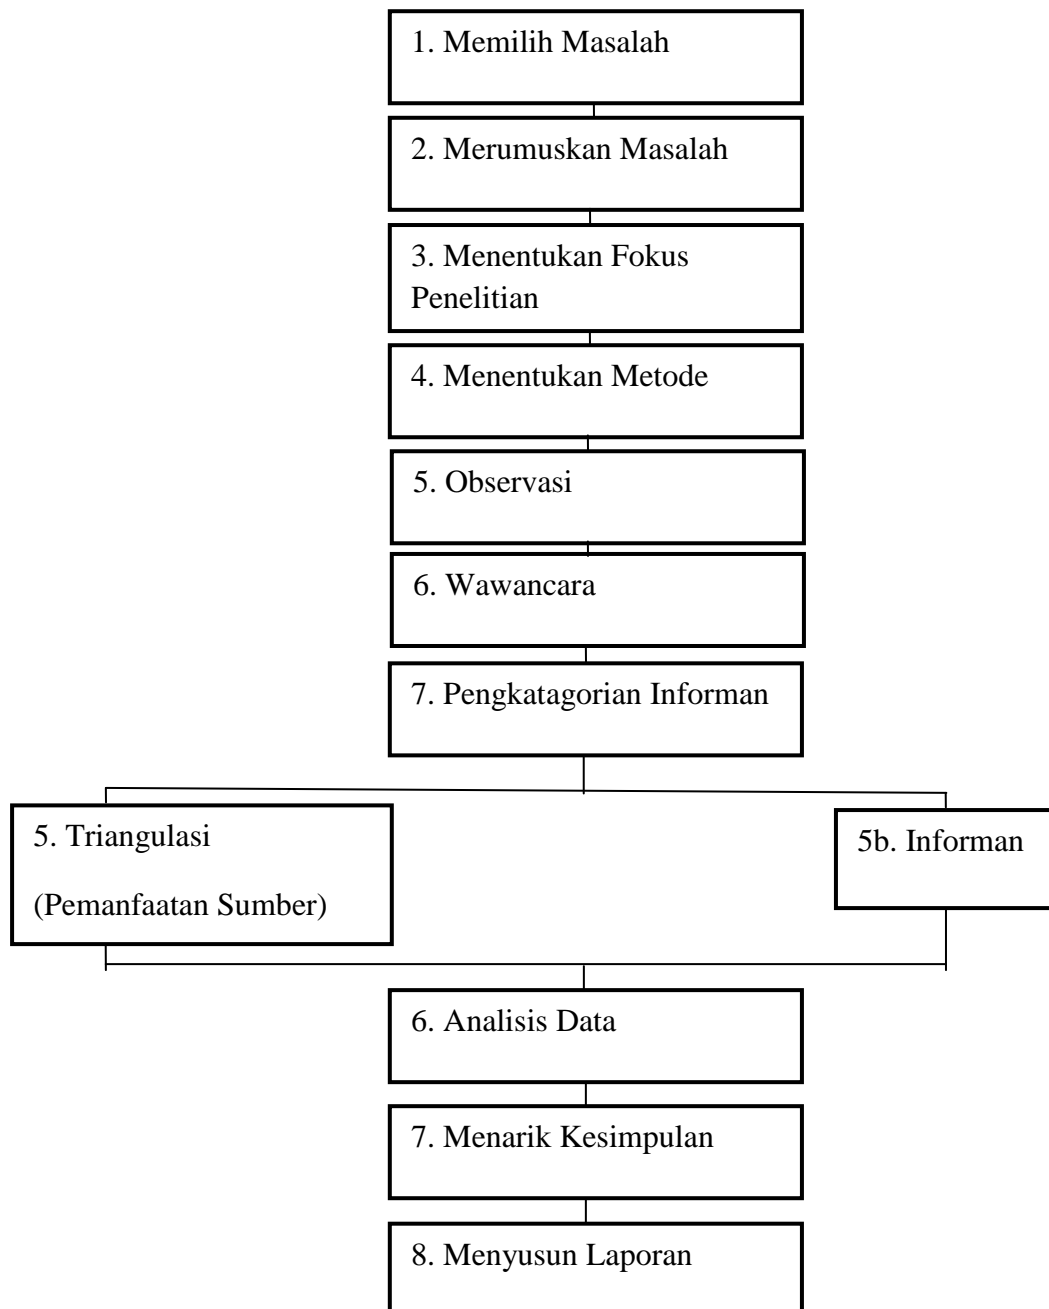 1. Memilih Masalah
2. Merumuskan Masalah
3. Menentukan Fokus
Penelitian
4. Menentukan Metode
5. Observasi
6. Wawancara
7. Pengkatagorian Informan
5. Triangulasi
(Pemanfaatan Sumber)
5b. Informan
6. Analisis Data
7. Menarik Kesimpulan
8. Menyusun Laporan